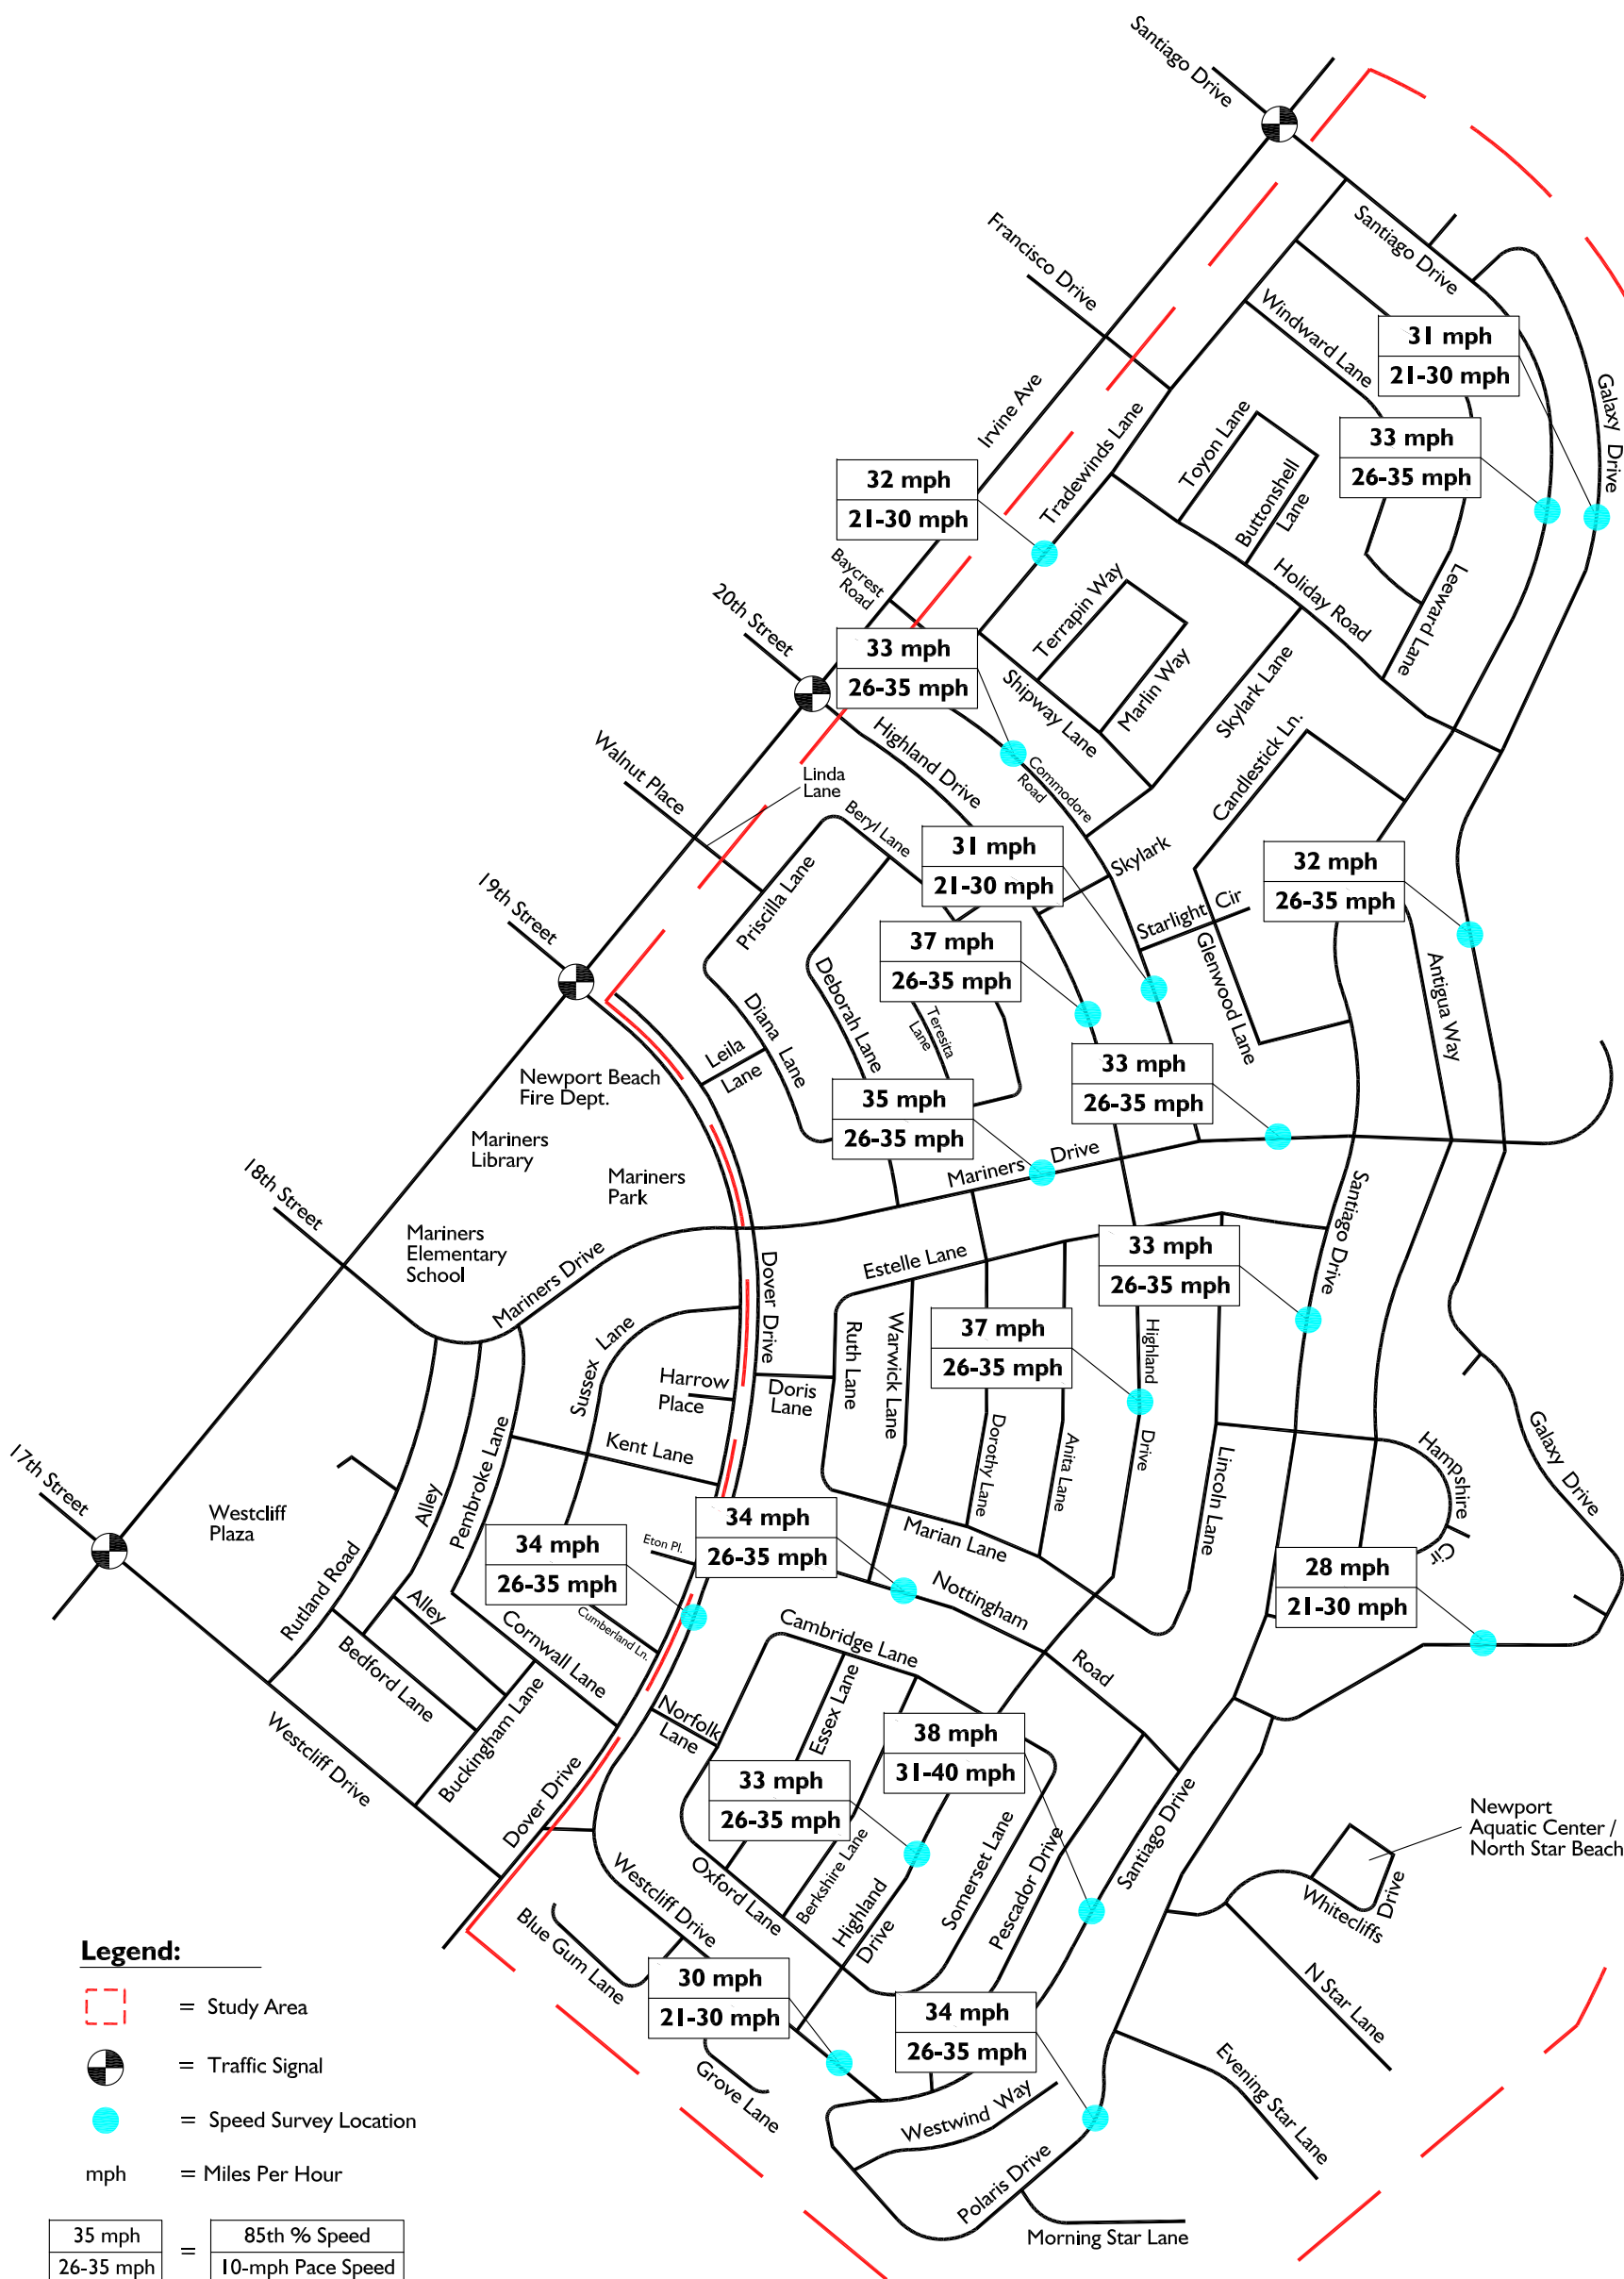 Santiago Drive
Francisco Drive
Santiago Drive
Windward Lane
31 mph
21-30 mph
Galaxy Drive
Irvine Ave
Tradewinds Lane
Toyon Lane
Buttonshell
Lane
33 mph
26-35 mph
32 mph
21-30 mph
Baycrest
Road
20th Street
Terrapin Way
Holiday Road
Leeward Lane
33 mph
26-35 mph
Shipway Lane
Marlin Way
Skylark Lane
Highland Drive
Commodore
Road
Candlestick Ln.
Walnut Place
Linda
Lane
Beryl Lane
31 mph
21-30 mph
Skylark
32 mph
26-35 mph
Priscilla Lane
19th Street
Starlight Cir
37 mph
26-35 mph
Glenwood Lane
Antigua Way
Deborah Lane
Diana Lane
Teresita
Lane
Leila
Lane
Newport Beach
Fire Dept.
33 mph
26-35 mph
35 mph
26-35 mph
Mariners
Library
Mariners Drive
Mariners
Park
18th Street
Santiago Drive
Mariners
Elementary
School
Mariners Drive
Dover Drive
Estelle Lane
33 mph
26-35 mph
Sussex Lane
Ruth Lane
Warwick Lane
37 mph
26-35 mph
Highland
Drive
Harrow
Place
Doris
Lane
Dorothy Lane
Anita Lane
Lincoln Lane
Hampshire
Cir
Galaxy Drive
17th Street
Kent Lane
Pembroke Lane
Westcliff
Plaza
Alley
34 mph
26-35 mph
Marian Lane
Eton Pl.
34 mph
26-35 mph
28 mph
21-30 mph
Rutland Road
Nottingham
Road
Alley
Cumberland Ln.
Cornwall Lane
Cambridge Lane
Bedford Lane
Essex Lane
Norfolk
Lane
Buckingham Lane
Westcliff Drive
38 mph
31-40 mph
33 mph
26-35 mph
Dover Drive
Santiago Drive
Newport
Aquatic Center /
North Star Beach
Somerset Lane
Pescador Drive
Berkshire Lane
Oxford Lane
Westcliff Drive
Highland
Drive
Whitecliffs
Drive
Blue Gum Lane
N Star Lane
Legend:
= Study Area
30 mph
21-30 mph
34 mph
26-35 mph
= Traffic Signal
Grove Lane
Evening Star Lane
Westwind Way
= Speed Survey Location
mph = Miles Per Hour
Polaris Drive
Morning Star Lane
35 mph
26-35 mph
=
85th % Speed
10-mph Pace Speed